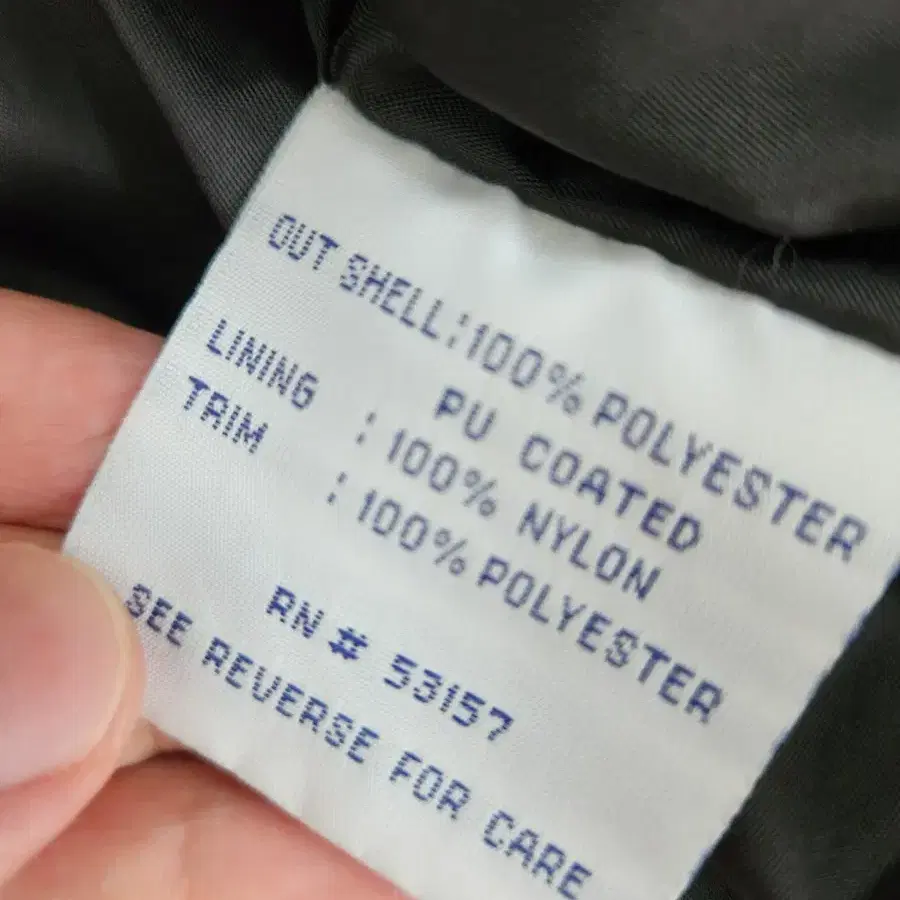 OUT SHELL:100% POLYESTER
PU COATED
LINING : 100% NYLON
TRIM : 100% POLYESTER
RN # 53157
SEE REVERSE FOR CARE